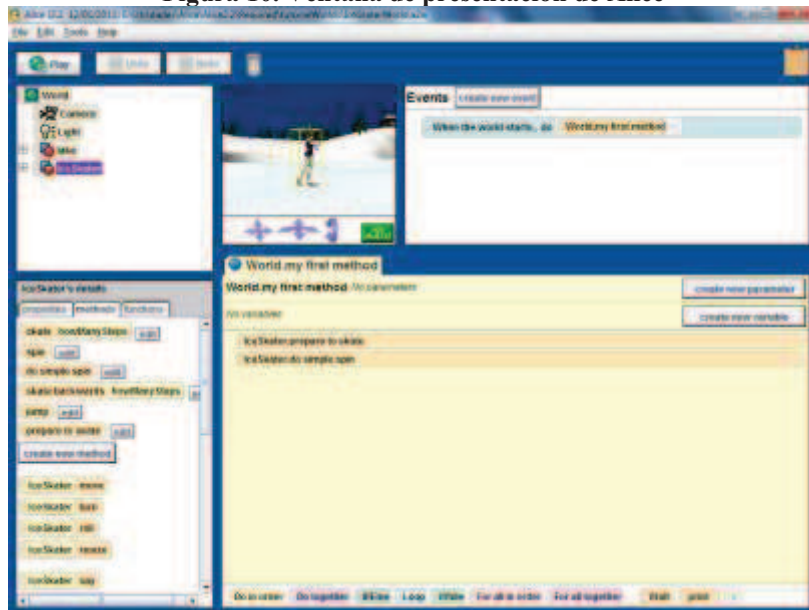 Figura 10. Ventana de presentación de Alice
File Edit Tools Help
Play Undo Redo
World
Camera
Light
IceSkater
Events create new event
When the world starts, do World.my first method
World.my first method
World.my first method No parameters create new parameter
No variables create new variable
IceSkater.prepare to skate
IceSkater.do simple spin
IceSkater's details
properties methods functions
skate howManySteps edit
spin edit
do simple spin edit
skate backwards howManySteps
jump edit
prepare to skate edit
create new method
IceSkater move
IceSkater turn
IceSkater roll
IceSkater resize
IceSkater say
Do in order Do together If/Else Loop While For all in order For all together Wait print